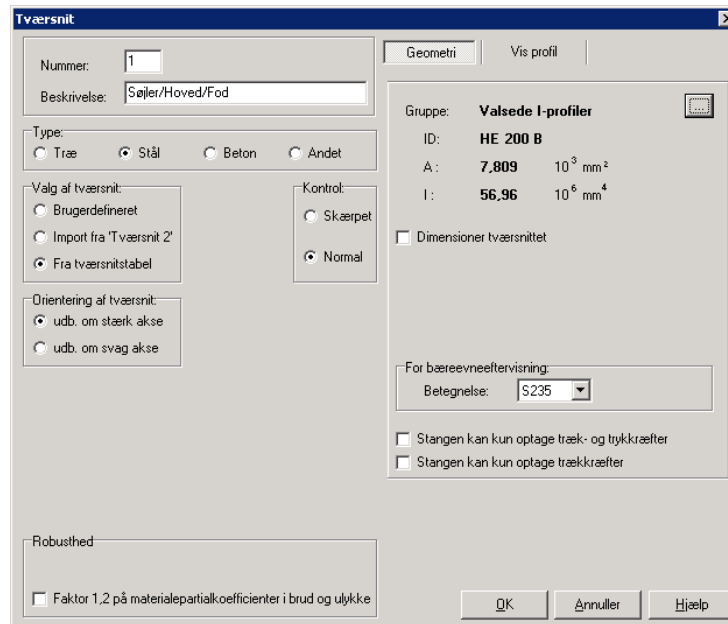 Tværsnit
Nummer: 1
Beskrivelse: Søjler/Hoved/Fod
Type:
Træ Stål Beton Andet
Valg af tværsnit:
Brugerdefineret
Import fra 'Tværsnit 2'
Fra tværsnitstabel
Kontrol:
Skærpet
Normal
Orientering af tværsnit:
udb. om stærk akse
udb. om svag akse
Robusthed
Faktor 1,2 på materialepartialkoefficienter i brud og ulykke
Geometri Vis profil
Gruppe: Valsede I-profiler ...
ID: HE 200 B
A: 7,809 10³ mm²
I: 56,96 10⁶ mm⁴
Dimensioner tværsnittet
For bæreevneeftervisning:
Betegnelse: S235
Stangen kan kun optage træk- og trykkræfter
Stangen kan kun optage trækkræfter
OK Annuller Hjælp